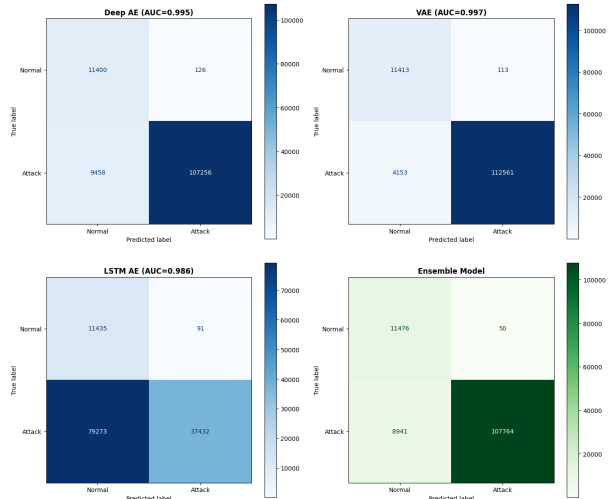 Deep AE (AUC=0.995)
100000
80000
60000
40000
20000
Normal
Attack
True label
11400
126
9458
107256
Normal
Attack
Predicted label
VAE (AUC=0.997)
100000
80000
60000
40000
20000
Normal
Attack
True label
11413
113
4153
112561
Normal
Attack
Predicted label
LSTM AE (AUC=0.986)
70000
60000
50000
40000
30000
20000
10000
Normal
Attack
True label
11435
91
79273
37432
Normal
Attack
Predicted label
Ensemble Model
100000
80000
60000
40000
20000
Normal
Attack
True label
11476
50
8941
107764
Normal
Attack
Predicted label